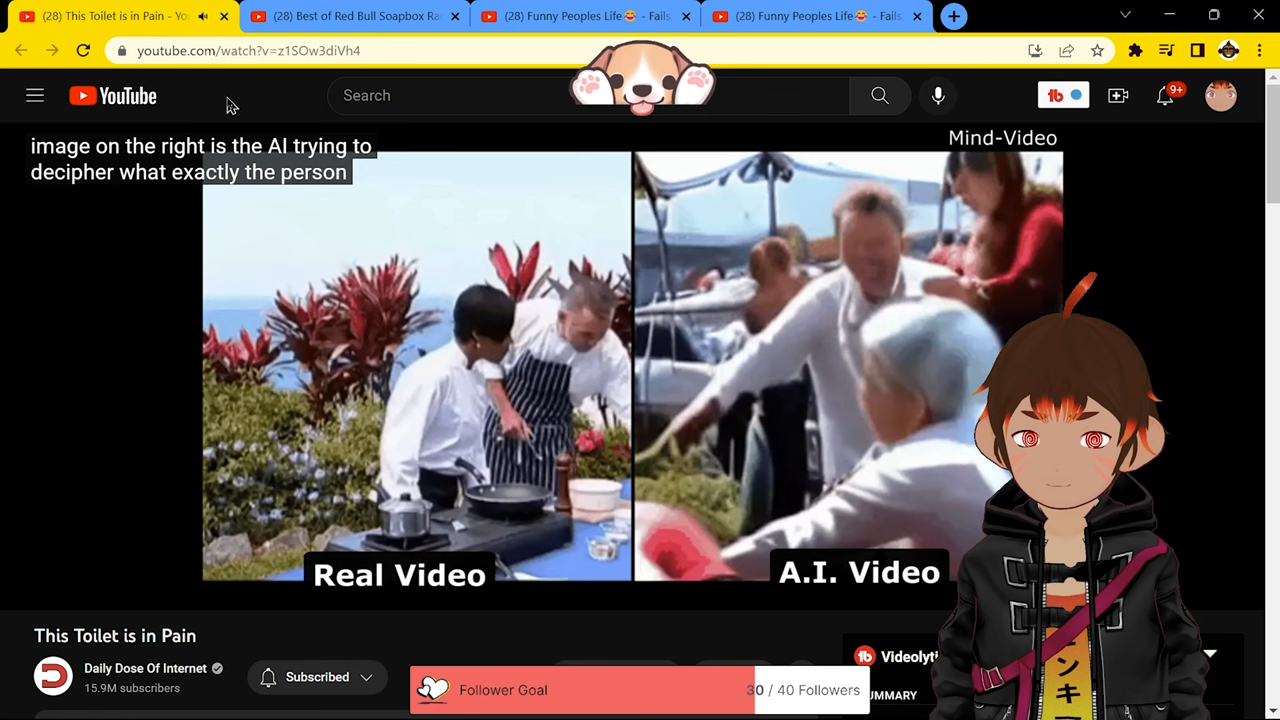 (28) This Toilet is in Pain - Yo
(28) Best of Red Bull Soapbox Ra
(28) Funny Peoples Life😂 - Fails,
(28) Funny Peoples Life😂 - Fails,
youtube.com/watch?v=z1SOw3diVh4
YouTube
Search
tb
9+
Mind-Video
image on the right is the AI trying to
decipher what exactly the person
Real Video
A.I. Video
This Toilet is in Pain
Daily Dose Of Internet
15.9M subscribers
Subscribed
tb Videolyti
UMMARY
Follower Goal
30 / 40 Followers
ンキー